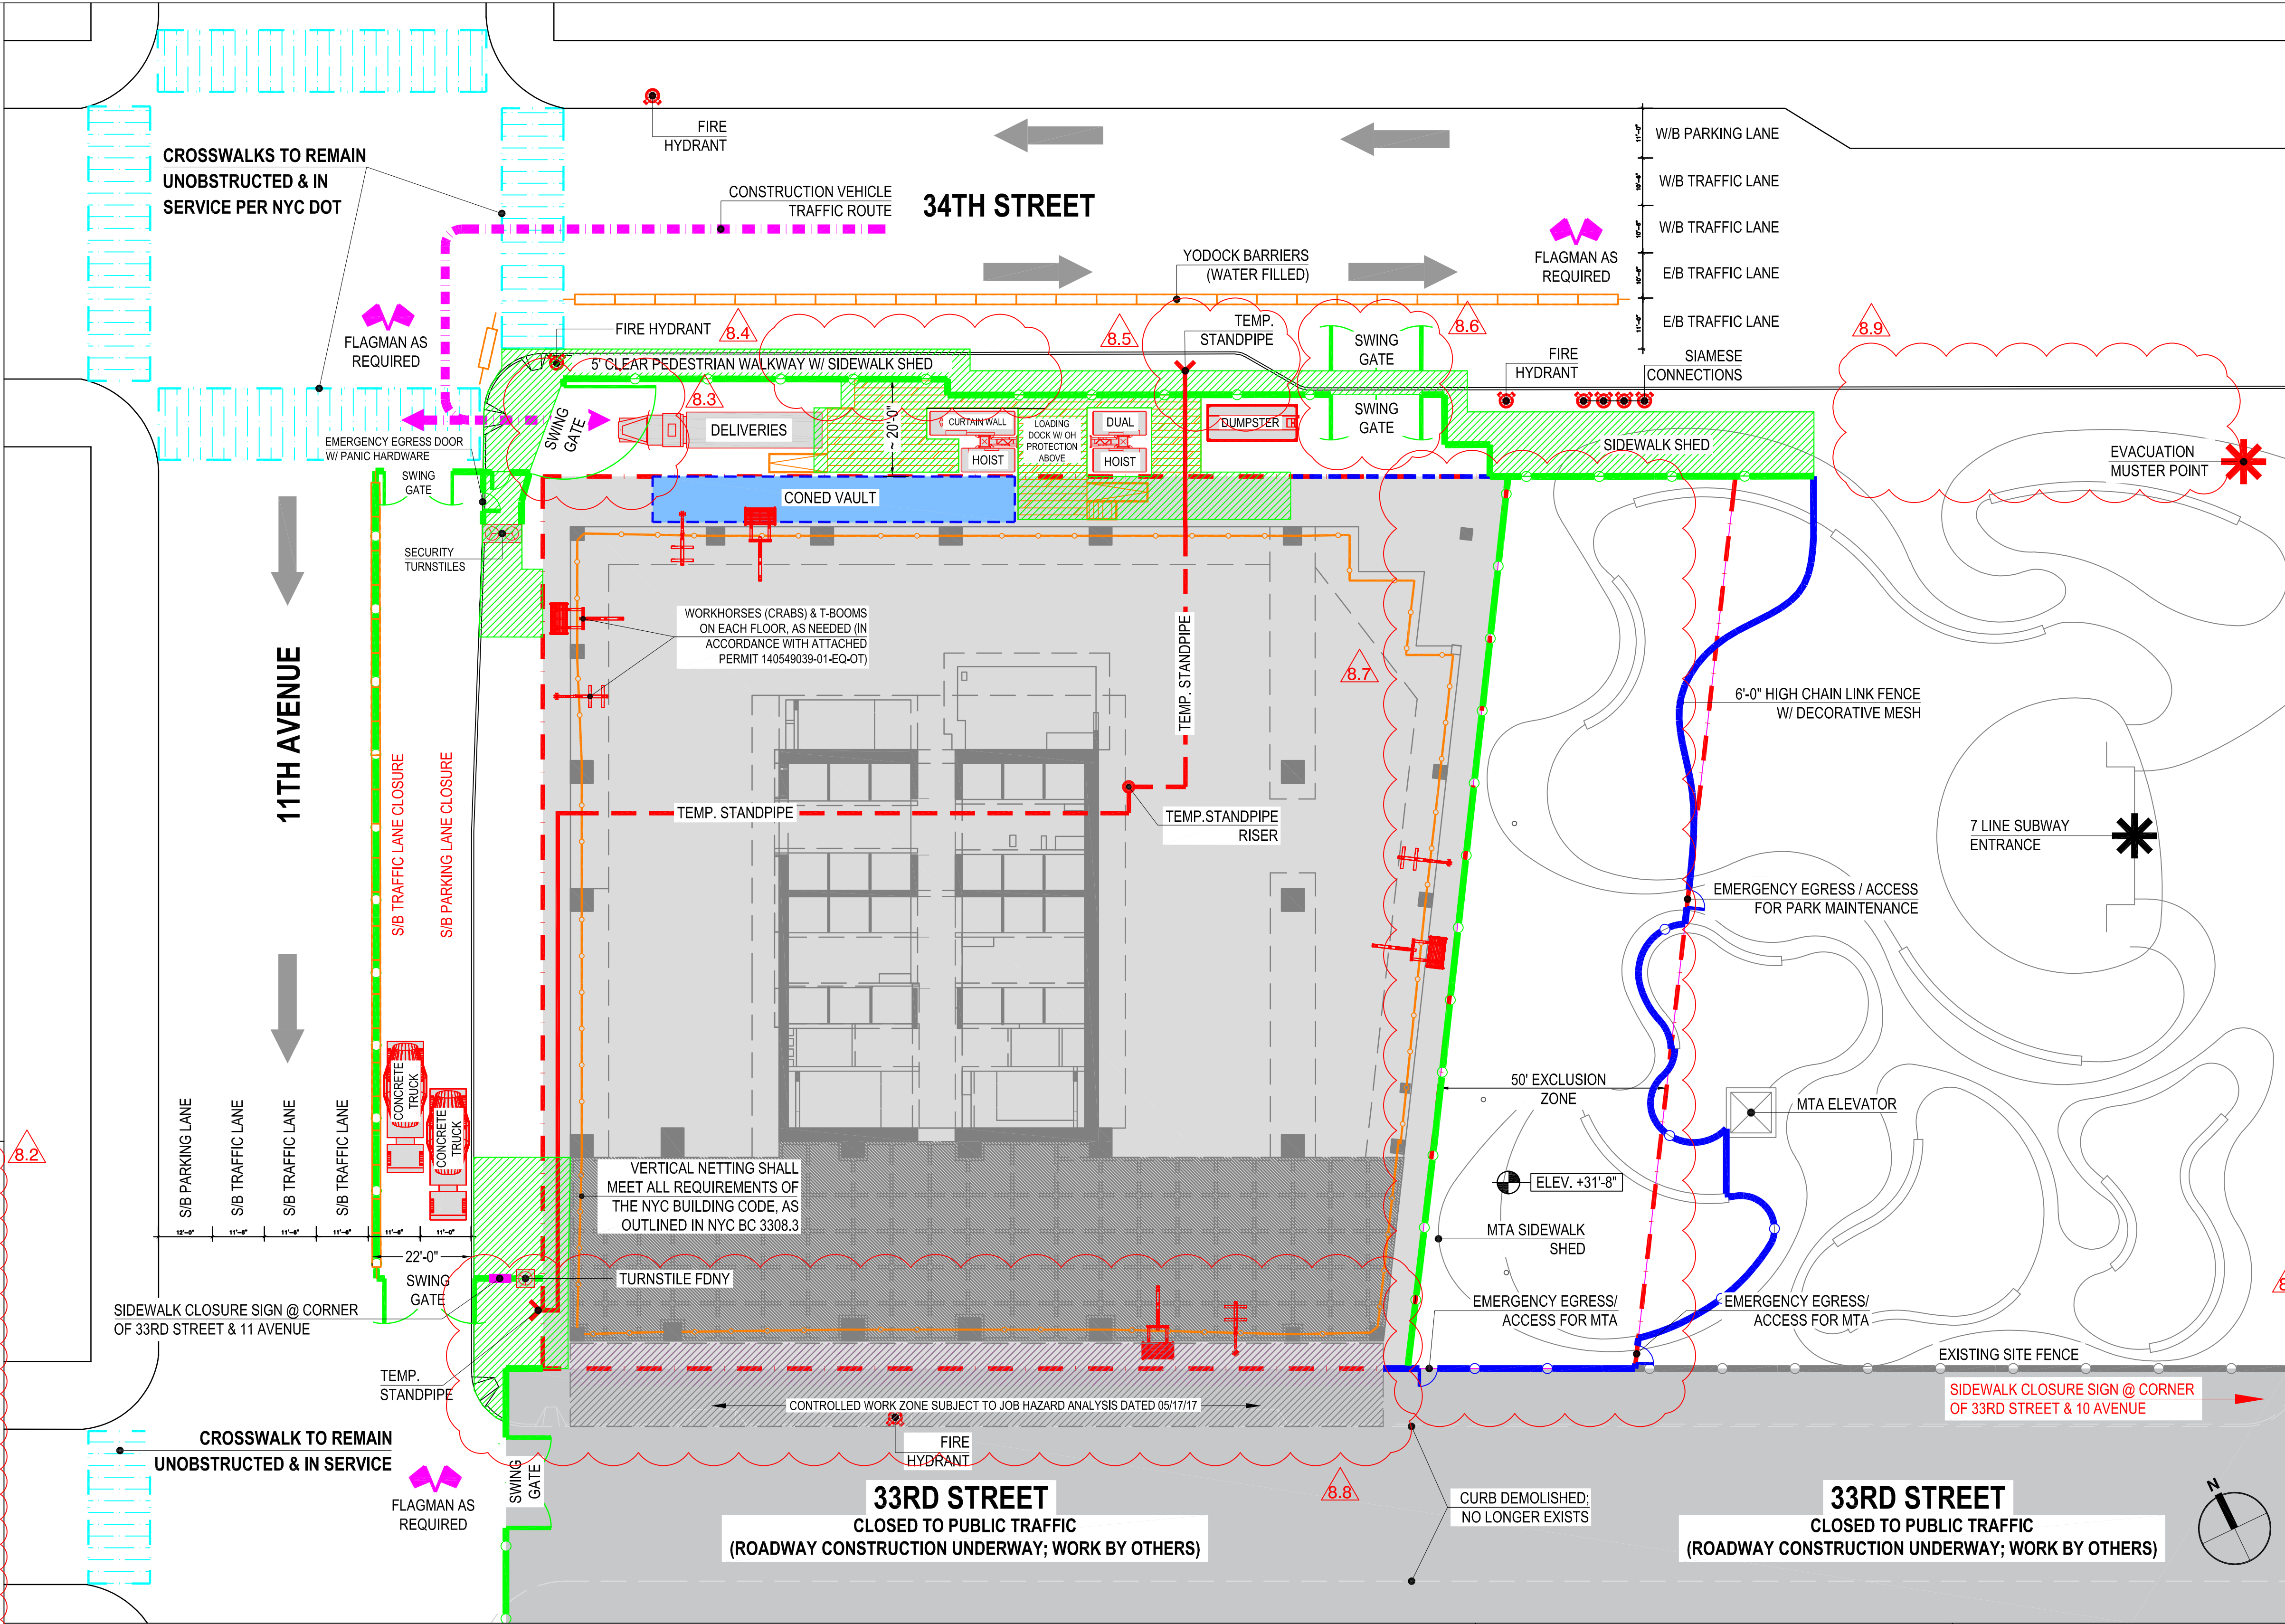 FIRE
HYDRANT
W/B PARKING LANE
CROSSWALKS TO REMAIN
UNOBSTRUCTED & IN
SERVICE PER NYC DOT
CONSTRUCTION VEHICLE
TRAFFIC ROUTE
34TH STREET
W/B TRAFFIC LANE
W/B TRAFFIC LANE
FLAGMAN AS
REQUIRED
YODOCK BARRIERS
(WATER FILLED)
E/B TRAFFIC LANE
E/B TRAFFIC LANE
FLAGMAN AS
REQUIRED
FIRE HYDRANT
8.4
8.5
TEMP.
STANDPIPE
SWING
GATE
8.6
8.9
FIRE
HYDRANT
SIAMESE
CONNECTIONS
5' CLEAR PEDESTRIAN WALKWAY W/ SIDEWALK SHED
8.3
SWING
GATE
DELIVERIES
~ 20'-0"
CURTAIN WALL
HOIST
LOADING
DOCK W/ OH
PROTECTION
ABOVE
DUAL
HOIST
DUMPSTER
SWING
GATE
SIDEWALK SHED
EVACUATION
MUSTER POINT
EMERGENCY EGRESS DOOR
W/ PANIC HARDWARE
SWING
GATE
CONED VAULT
SECURITY
TURNSTILES
11TH AVENUE
WORKHORSES (CRABS) & T-BOOMS
ON EACH FLOOR, AS NEEDED (IN
ACCORDANCE WITH ATTACHED
PERMIT 140549039-01-EQ-OT)
TEMP. STANDPIPE
8.7
6'-0" HIGH CHAIN LINK FENCE
W/ DECORATIVE MESH
S/B TRAFFIC LANE CLOSURE
S/B PARKING LANE CLOSURE
TEMP. STANDPIPE
TEMP.STANDPIPE
RISER
7 LINE SUBWAY
ENTRANCE
EMERGENCY EGRESS / ACCESS
FOR PARK MAINTENANCE
50' EXCLUSION
ZONE
MTA ELEVATOR
CONCRETE
TRUCK
CONCRETE
TRUCK
S/B PARKING LANE
S/B TRAFFIC LANE
S/B TRAFFIC LANE
S/B TRAFFIC LANE
8.2
VERTICAL NETTING SHALL
MEET ALL REQUIREMENTS OF
THE NYC BUILDING CODE, AS
OUTLINED IN NYC BC 3308.3
ELEV. +31'-8"
MTA SIDEWALK
SHED
12'-0"
11'-6"
11'-6"
11'-6"
11'-6"
11'-0"
22'-0"
SWING
GATE
TURNSTILE FDNY
SIDEWALK CLOSURE SIGN @ CORNER
OF 33RD STREET & 11 AVENUE
EMERGENCY EGRESS/
ACCESS FOR MTA
EMERGENCY EGRESS/
ACCESS FOR MTA
EXISTING SITE FENCE
TEMP.
STANDPIPE
SIDEWALK CLOSURE SIGN @ CORNER
OF 33RD STREET & 10 AVENUE
CONTROLLED WORK ZONE SUBJECT TO JOB HAZARD ANALYSIS DATED 05/17/17
CROSSWALK TO REMAIN
UNOBSTRUCTED & IN SERVICE
FIRE
HYDRANT
FLAGMAN AS
REQUIRED
SWING
GATE
33RD STREET
CLOSED TO PUBLIC TRAFFIC
(ROADWAY CONSTRUCTION UNDERWAY; WORK BY OTHERS)
8.8
CURB DEMOLISHED;
NO LONGER EXISTS
33RD STREET
CLOSED TO PUBLIC TRAFFIC
(ROADWAY CONSTRUCTION UNDERWAY; WORK BY OTHERS)
N